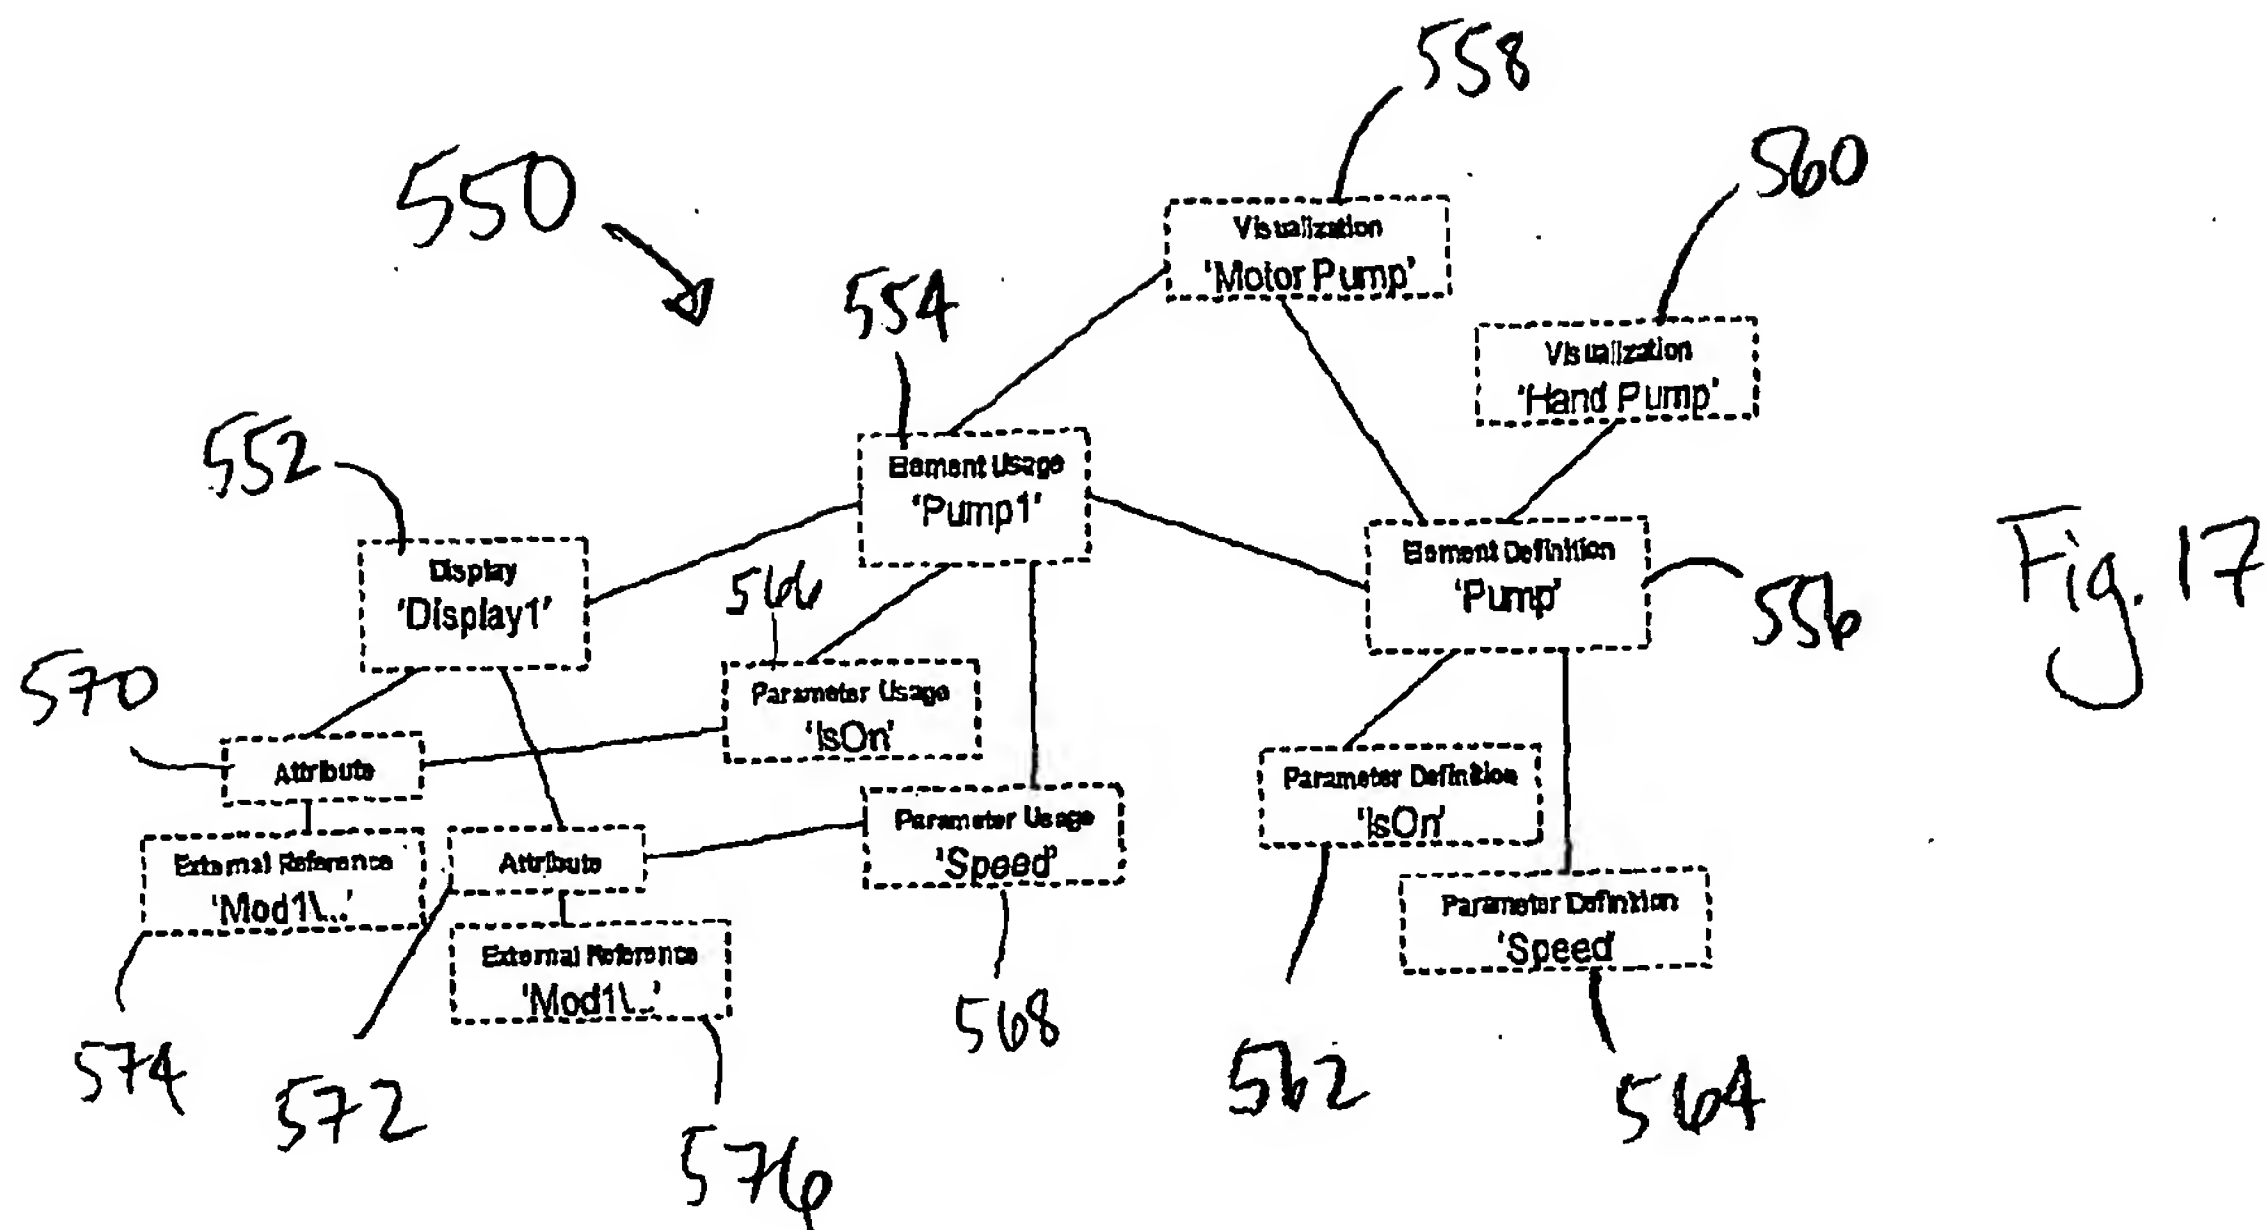 558
560
550
Visualization
'Motor Pump'
554
Visualization
'Hand Pump'
552
Element Usage
'Pump1'
Element Definition
'Pump'
556
Fig. 17
Display
'Display1'
566
570
Parameter Usage
'IsOn'
Attribute
Parameter Definition
'IsOn'
Parameter Usage
'Speed'
External Reference
'Mod1\...'
Attribute
Parameter Definition
'Speed'
External Reference
'Mod1\...'
568
574
572
562
564
576